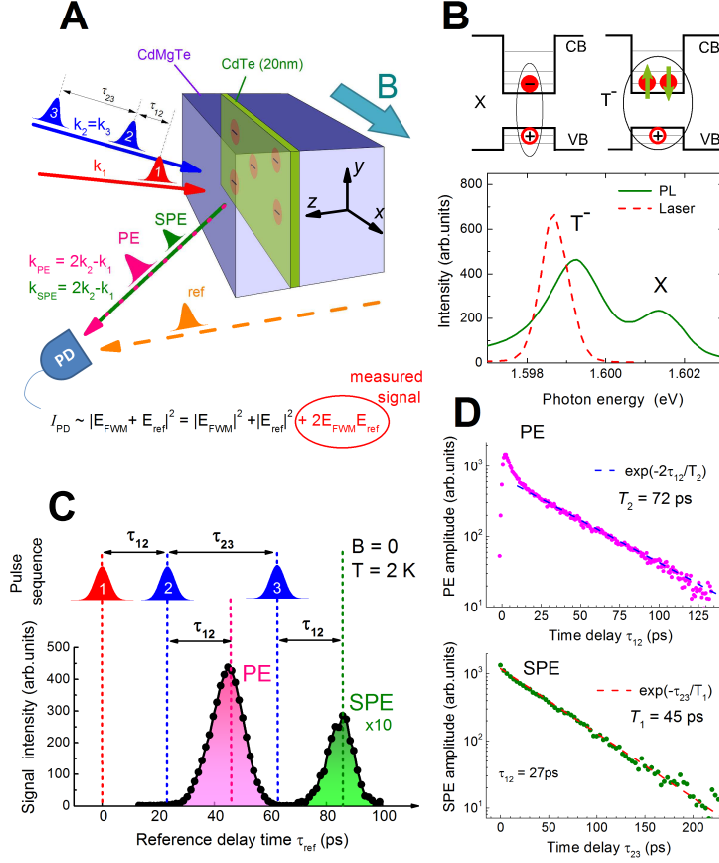 A
CdMgTe
CdTe (20nm)
B
τ23
τ12
3
2
k2=k3
1
k1
y
z
x
SPE
PE
kPE = 2k2-k1
kSPE= 2k2-k1
ref
PD
measured
signal
IPD ~ |EFWM+ Eref|² = |EFWM|² +|Eref|² + 2EFWMEref
B
CB
CB
X
T⁻
VB
VB
800
600
400
200
0
Intensity (arb.units)
PL
Laser
T⁻
X
1.598
1.600
1.602
Photon energy (eV)
C
Pulse
sequence
τ12
τ23
B = 0
T = 2 K
1
2
3
τ12
τ12
PE
SPE
x10
500
400
300
200
100
0
Signal intensity (arb.units)
0
20
40
60
80
100
Reference delay time τref (ps)
D
PE
exp(-2τ12/T2)
T2 = 72 ps
10³
10²
10¹
PE amplitude (arb.units)
0
25
50
75
100
125
Time delay τ12 (ps)
SPE
exp(-τ23/T1)
T1 = 45 ps
τ12 = 27ps
10³
10²
10¹
SPE amplitude (arb.units)
0
50
100
150
200
Time delay τ23 (ps)